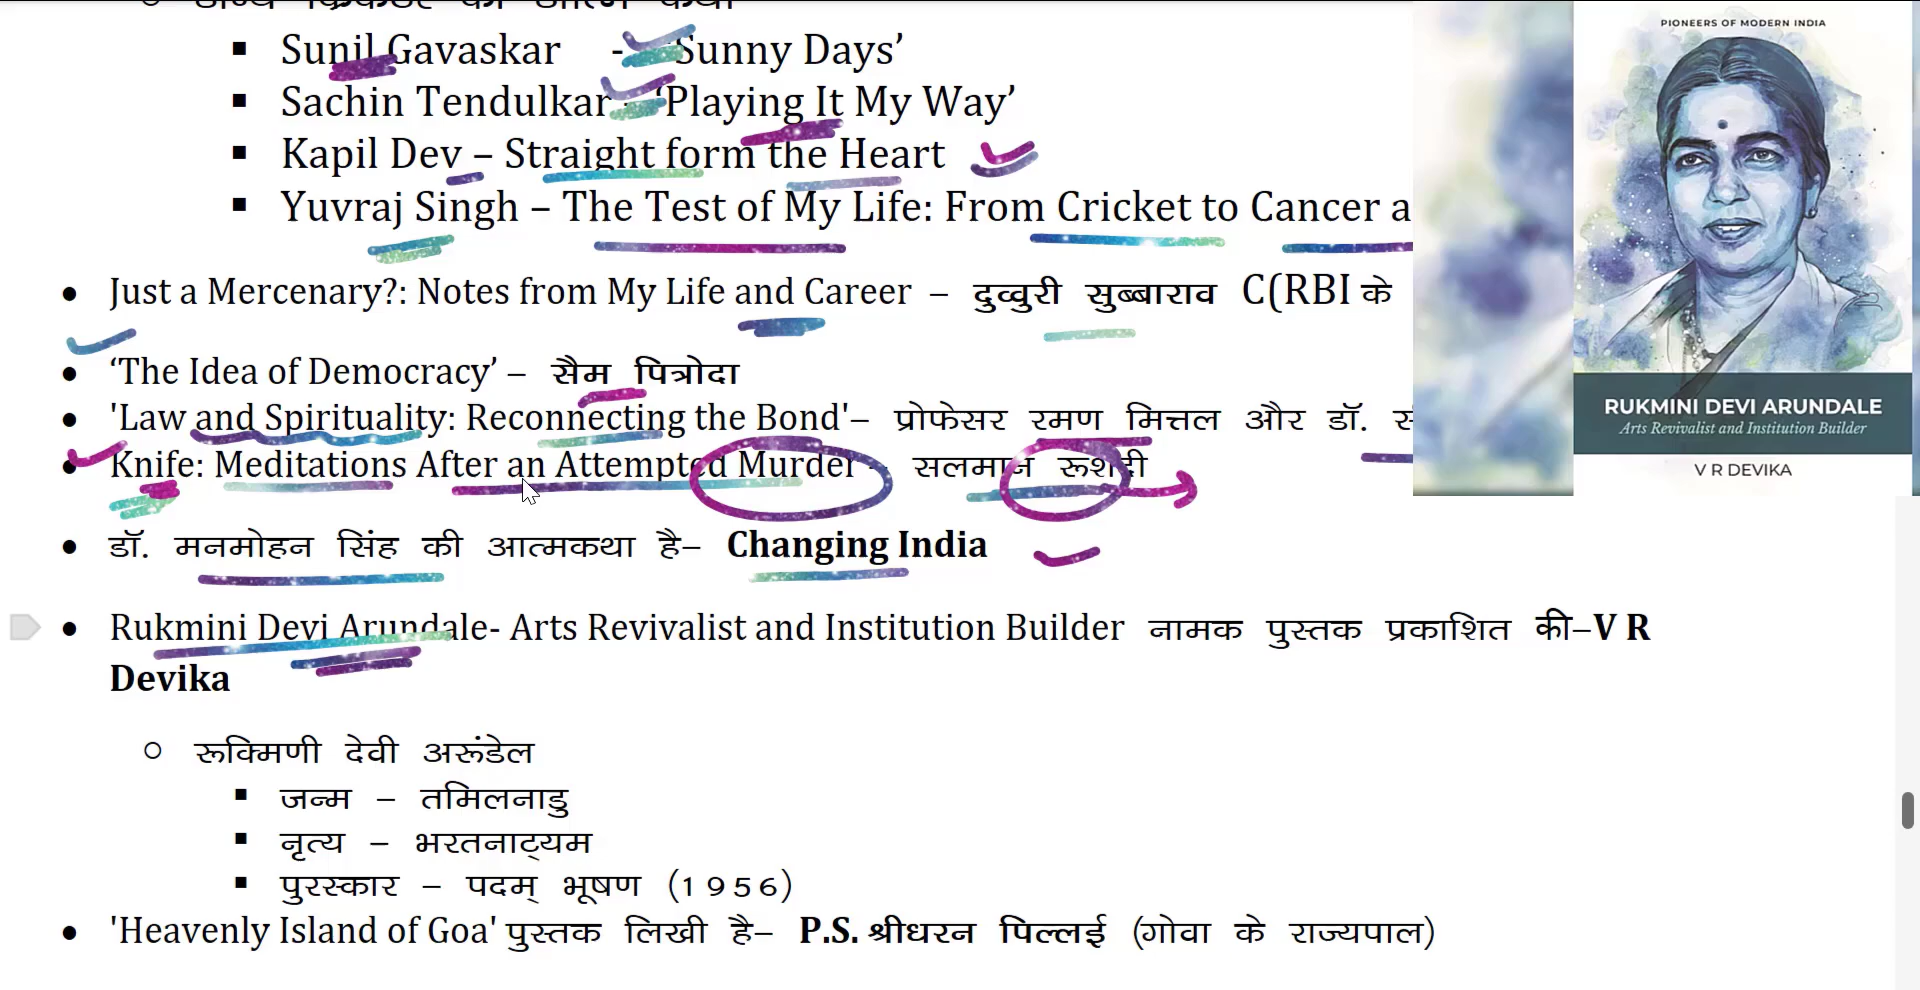 ▪ Sunil Gavaskar - 'Sunny Days'
▪ Sachin Tendulkar - 'Playing It My Way'
▪ Kapil Dev – Straight form the Heart
▪ Yuvraj Singh – The Test of My Life: From Cricket to Cancer a
• Just a Mercenary?: Notes from My Life and Career – दुव्वुरी सुब्बाराव C(RBI के
• ‘The Idea of Democracy’ – सैम पित्रोदा
• 'Law and Spirituality: Reconnecting the Bond'– प्रोफेसर रमण मित्तल और डॉ.
• Knife: Meditations After an Attempted Murder – सलमान रूशदी
• डॉ. मनमोहन सिंह की आत्मकथा है– Changing India
• Rukmini Devi Arundale- Arts Revivalist and Institution Builder नामक पुस्तक प्रकाशित की–V R
Devika
○ रूक्मिणी देवी अरूंडेल
▪ जन्म – तमिलनाडु
▪ नृत्य – भरतनाट्यम
▪ पुरस्कार – पदम् भूषण (1956)
• 'Heavenly Island of Goa' पुस्तक लिखी है– P.S. श्रीधरन पिल्लई (गोवा के राज्यपाल)
PIONEERS OF MODERN INDIA
RUKMINI DEVI ARUNDALE
Arts Revivalist and Institution Builder
V R DEVIKA